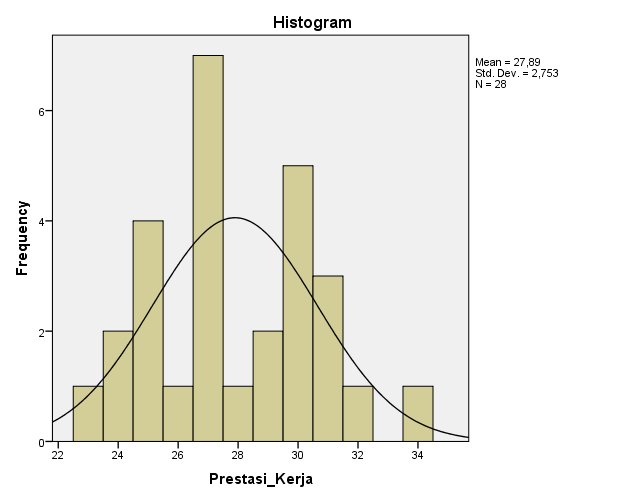 Histogram
Mean = 27,89
Std. Dev. = 2,753
N = 28
Frequency
6
4
2
0
22 24 26 28 30 32 34
Prestasi_Kerja